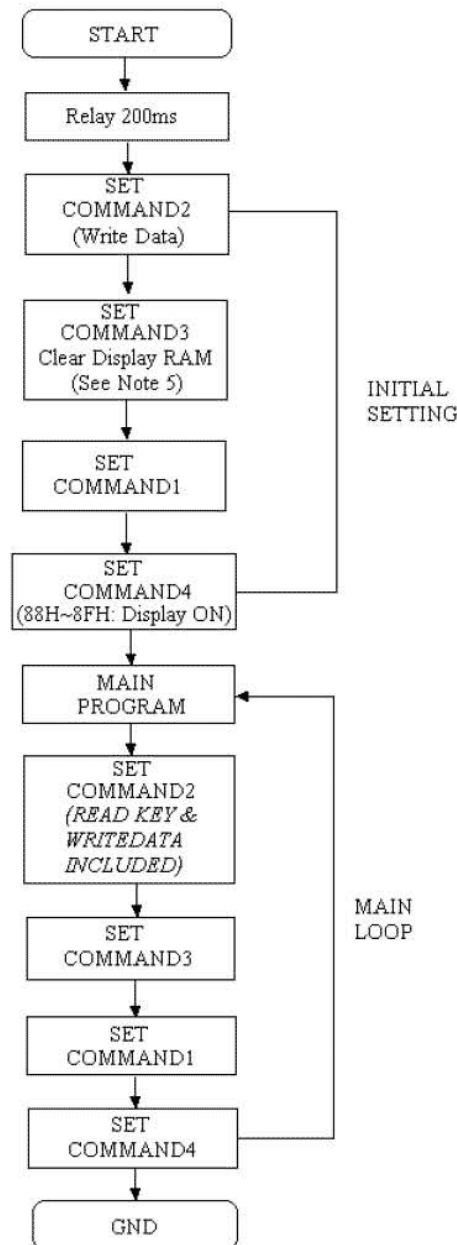 START
Relay 200ms
SET
COMMAND2
(Write Data)
SET
COMMAND3
Clear Display RAM
(See Note 5)
INITIAL
SETTING
SET
COMMAND1
SET
COMMAND4
(88H~8FH: Display ON)
MAIN
PROGRAM
SET
COMMAND2
(READ KEY &
WRITEDATA
INCLUDED)
MAIN
LOOP
SET
COMMAND3
SET
COMMAND1
SET
COMMAND4
GND